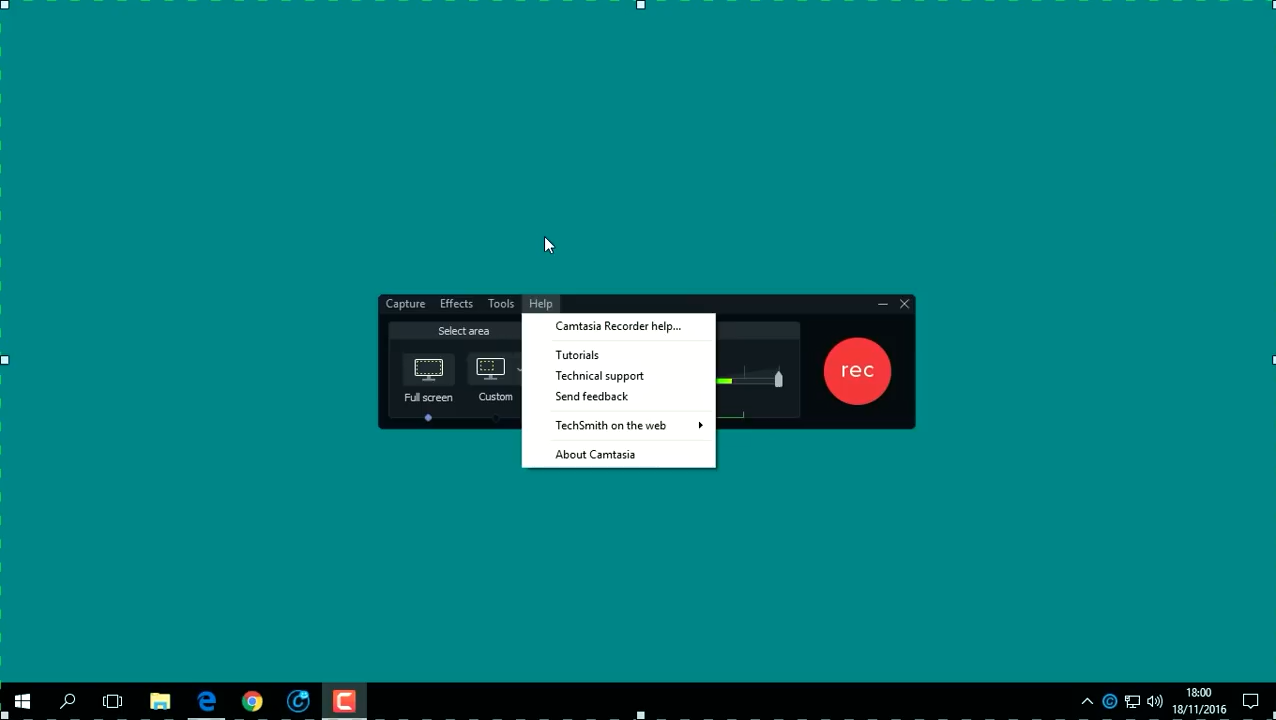 Capture Effects Tools Help
Select area
Full screen
Custom
Camtasia Recorder help...
Tutorials
Technical support
Send feedback
TechSmith on the web
About Camtasia
rec
18:00
18/11/2016